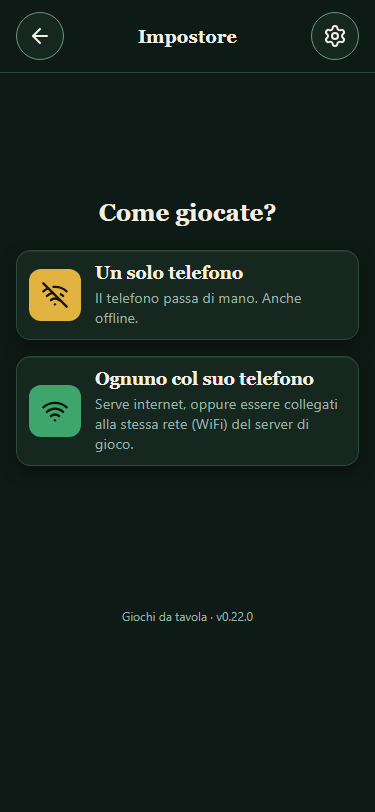 Impostore
Come giocate?
Un solo telefono
Il telefono passa di mano. Anche
offline.
Ognuno col suo telefono
Serve internet, oppure essere collegati
alla stessa rete (WiFi) del server di
gioco.
Giochi da tavola · v0.22.0